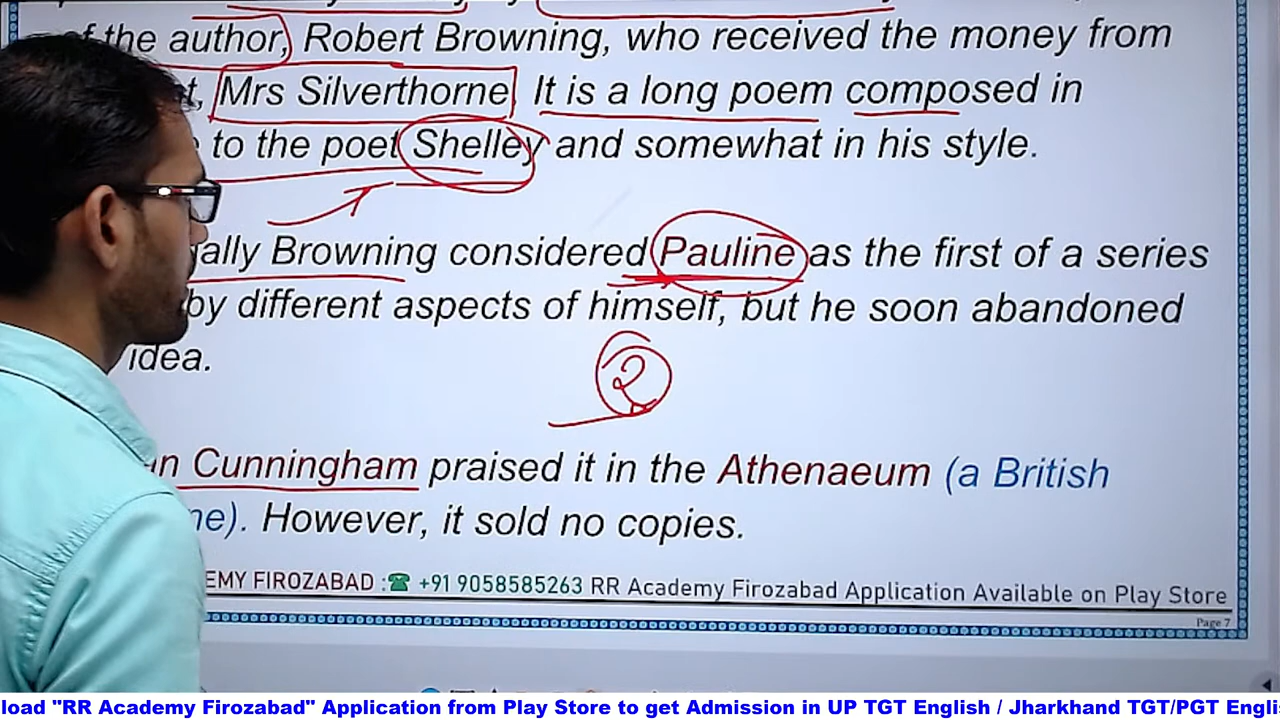 of the author, Robert Browning, who received the money from
Mrs Silverthorne. It is a long poem composed in
to the poet Shelley and somewhat in his style.
Browning considered Pauline as the first of a series
by different aspects of himself, but he soon abandoned
idea.
2
Cunningham praised it in the Athenaeum (a British
However, it sold no copies.
FIROZABAD :☎ +91 9058585263 RR Academy Firozabad Application Available on Play Store
Page 7
"RR Academy Firozabad" Application from Play Store to get Admission in UP TGT English / Jharkhand TGT/PGT